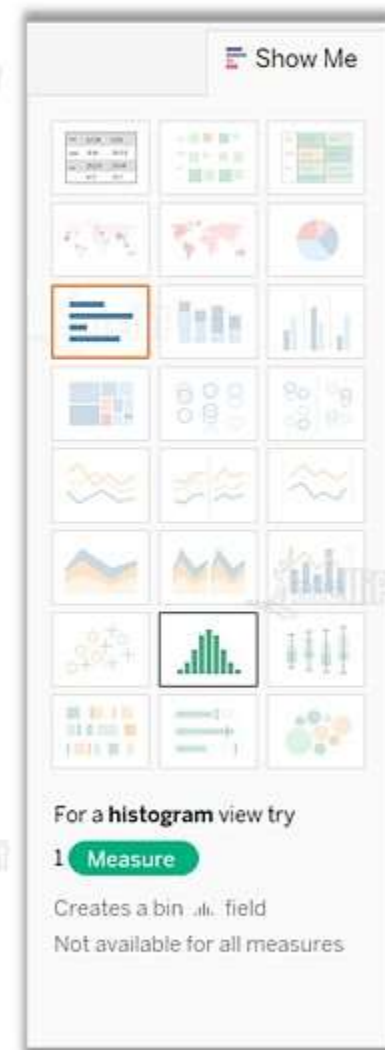 Show Me
For a histogram view try
1 Measure
Creates a bin field
Not available for all measures